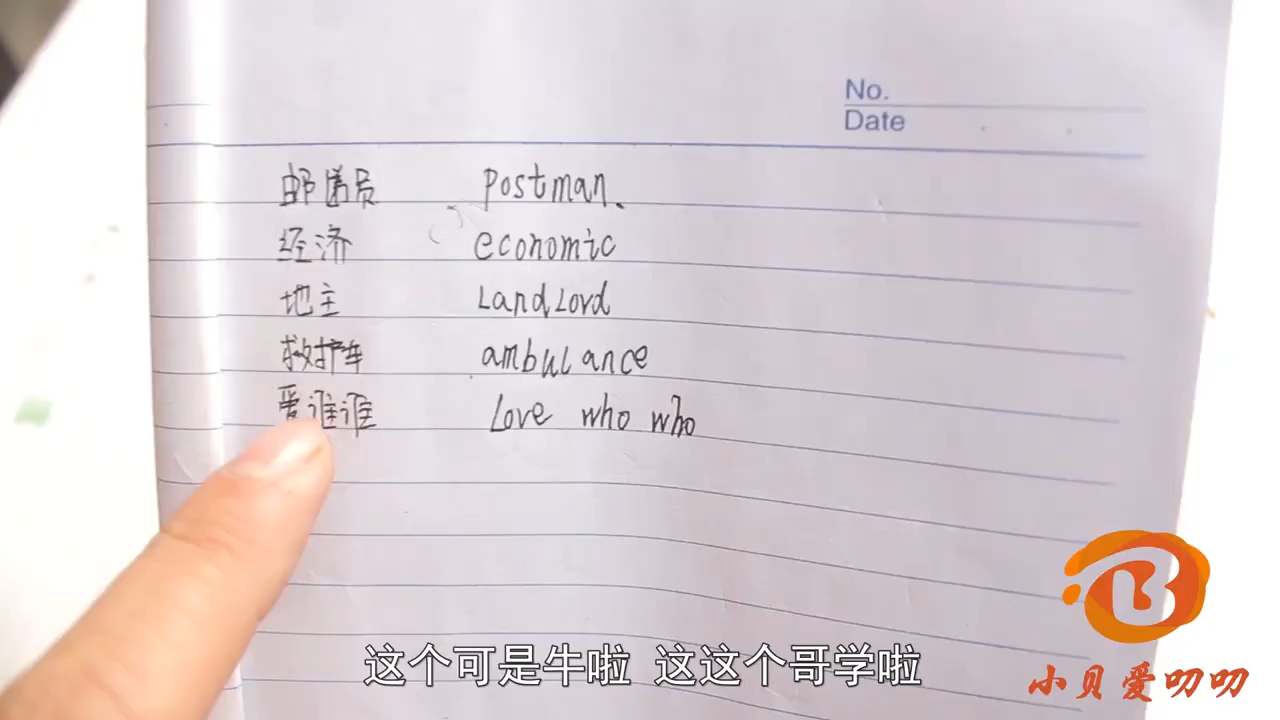 No.
Date
邮递员 postman.
经济 economic
地主 LandLord
救护车 ambulance
爱谁谁 Love who who
这个可是牛啦 这这个哥学啦
B
小贝爱叨叨